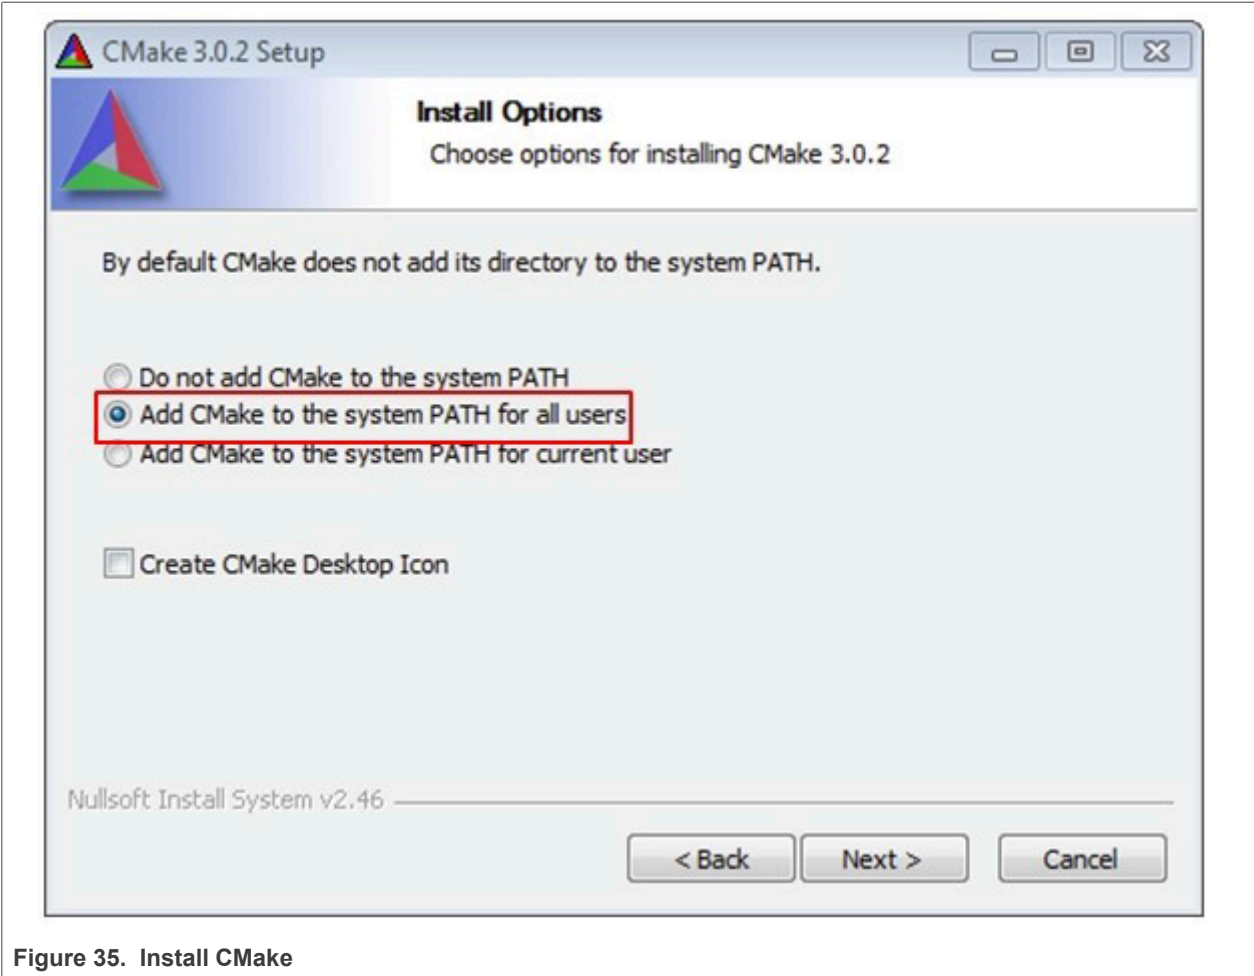 CMake 3.0.2 Setup
Install Options
Choose options for installing CMake 3.0.2
By default CMake does not add its directory to the system PATH.
Do not add CMake to the system PATH
Add CMake to the system PATH for all users
Add CMake to the system PATH for current user
Create CMake Desktop Icon
Nullsoft Install System v2.46
< Back Next > Cancel
Figure 35. Install CMake